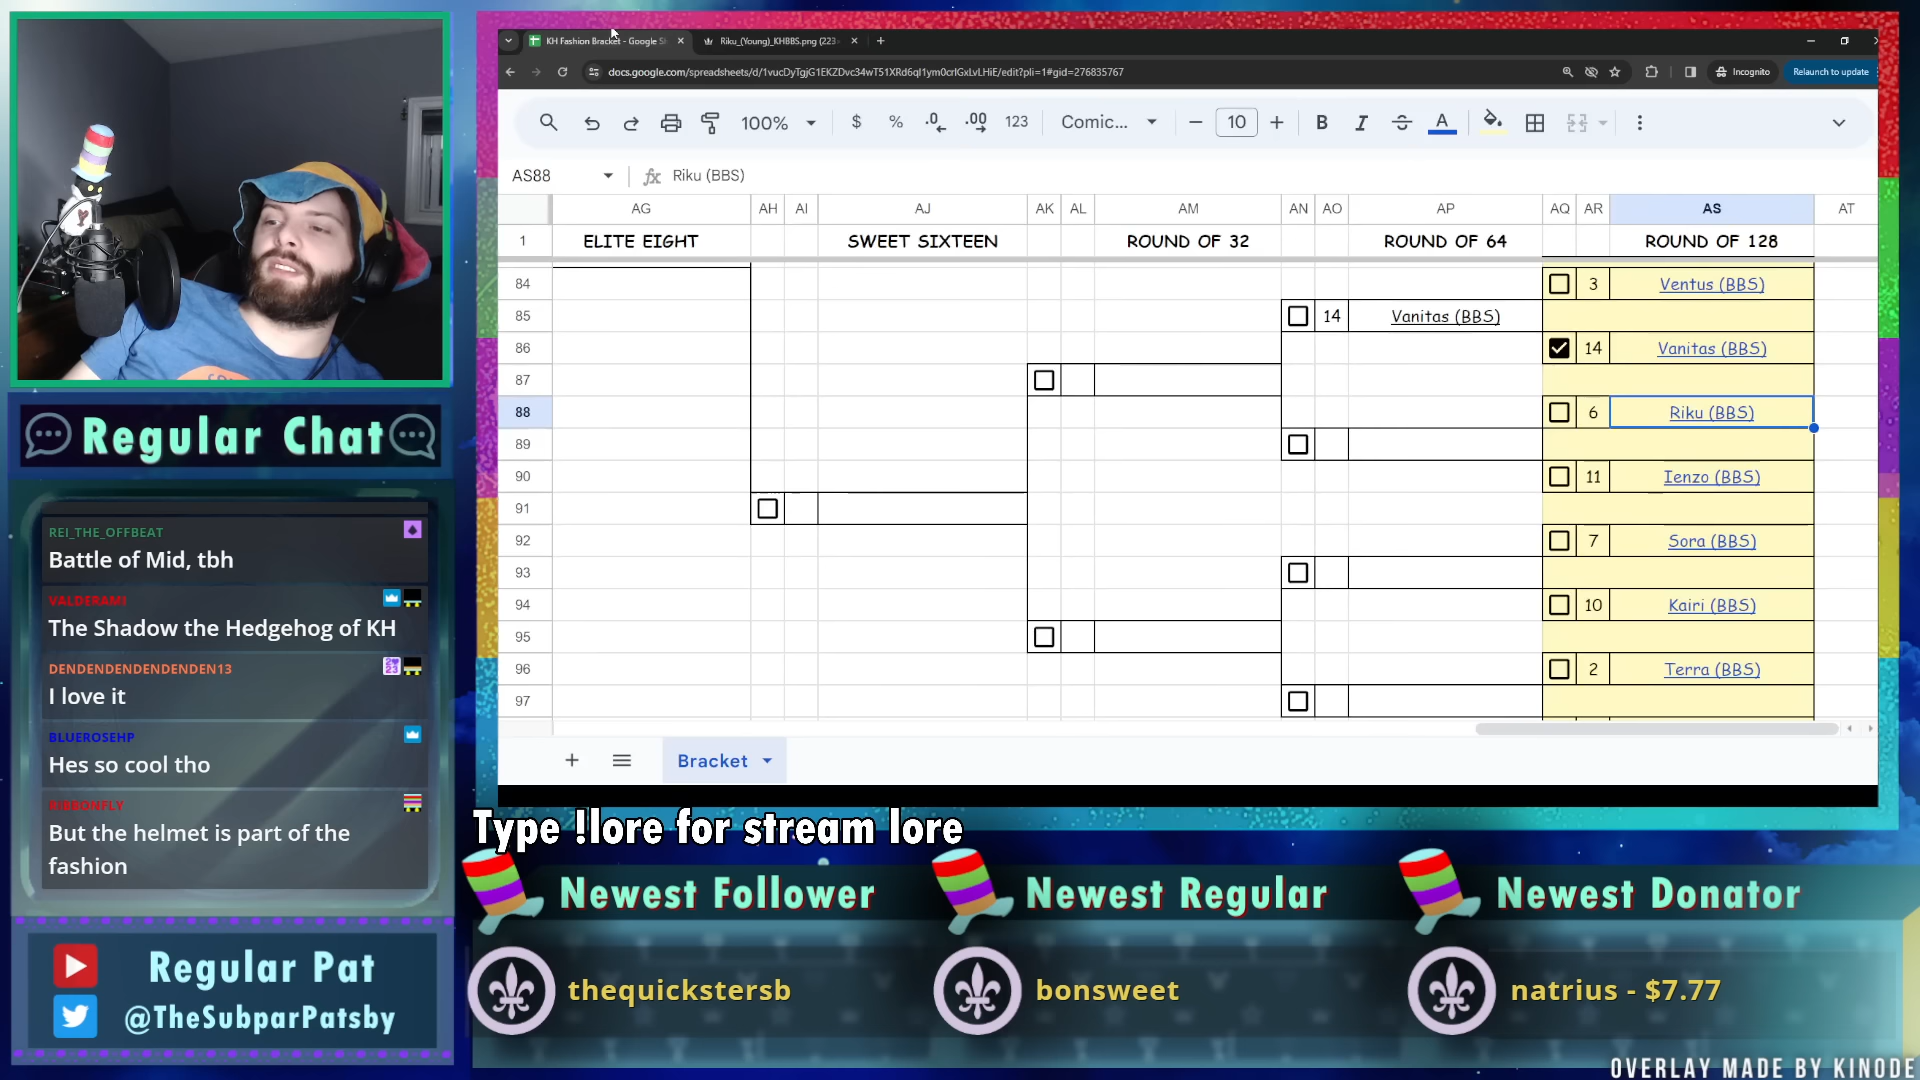 KH Fashion Bracket - Google Sh
Riku_(Young)_KHBBS.png (223
docs.google.com/spreadsheets/d/1vucDyTgjG1EKZDvc34wT51XRd6qI1ym0crIGxLvLHiE/edit?pli=1#gid=276835767
Incognito
Relaunch to update
100%
$ % .0 .00 123
Comic...
10
B I A
AS88
fx Riku (BBS)
AG AH AI AJ AK AL AM AN AO AP AQ AR AS AT
1 ELITE EIGHT SWEET SIXTEEN ROUND OF 32 ROUND OF 64 ROUND OF 128
84 3 Ventus (BBS)
85 14 Vanitas (BBS)
86 14 Vanitas (BBS)
87
88 6 Riku (BBS)
89
90 11 Ienzo (BBS)
91
92 7 Sora (BBS)
93
94 10 Kairi (BBS)
95
96 2 Terra (BBS)
97
Bracket
Regular Chat
REI_THE_OFFBEAT
Battle of Mid, tbh
VALDERAMI
The Shadow the Hedgehog of KH
DENDENDENDENDENDEN13
I love it
BLUEROSEHP
Hes so cool tho
RIBBONFLY
But the helmet is part of the
fashion
Regular Pat
@TheSubparPatsby
Type !lore for stream lore
Newest Follower
thequickstersb
Newest Regular
bonsweet
Newest Donator
natrius - $7.77
OVERLAY MADE BY KINODE